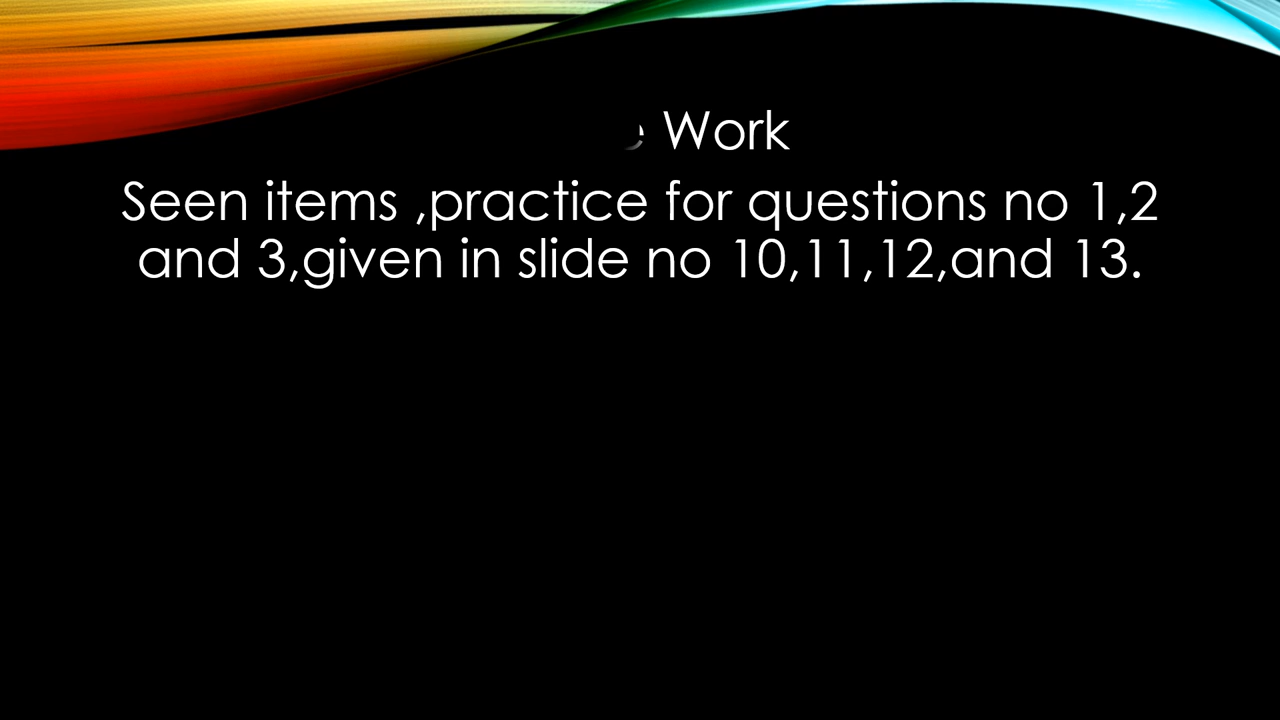 Work
Seen items ,practice for questions no 1,2
and 3,given in slide no 10,11,12,and 13.